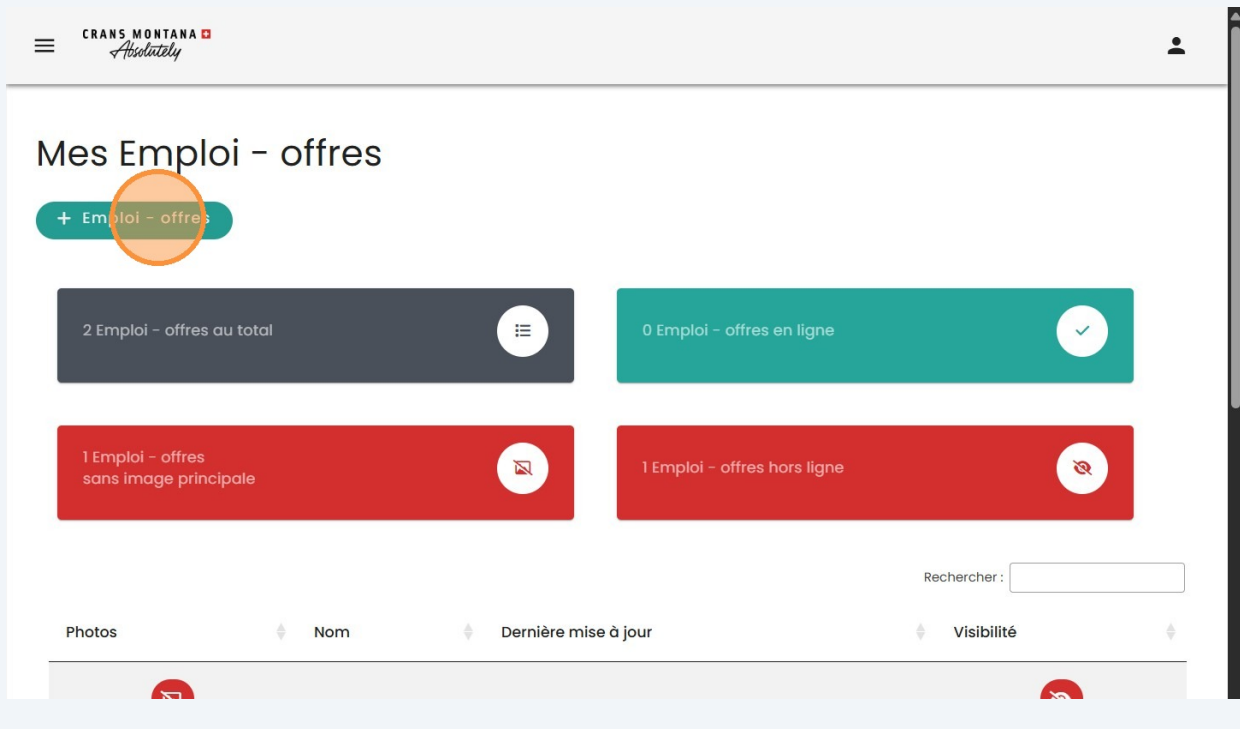 CRANS MONTANA
Absolutely
Mes Emploi - offres
+ Emploi - offres
2 Emploi - offres au total
0 Emploi - offres en ligne
1 Emploi - offres
sans image principale
1 Emploi - offres hors ligne
Rechercher :
Photos Nom Dernière mise à jour Visibilité